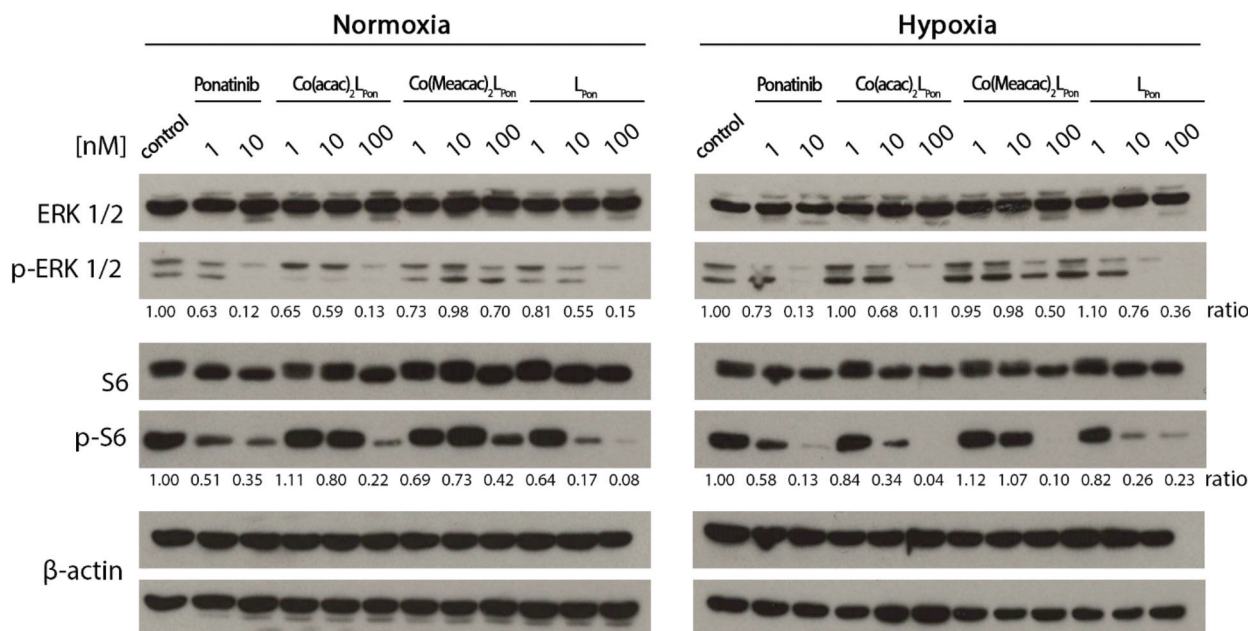 Normoxia Hypoxia
Ponatinib Co(acac)₂L_Pon Co(Meacac)₂L_Pon L_Pon Ponatinib Co(acac)₂L_Pon Co(Meacac)₂L_Pon L_Pon
[nM] control 1 10 1 10 100 1 10 100 1 10 100 control 1 10 1 10 100 1 10 100 1 10 100
ERK 1/2
p-ERK 1/2
1.00 0.63 0.12 0.65 0.59 0.13 0.73 0.98 0.70 0.81 0.55 0.15 1.00 0.73 0.13 1.00 0.68 0.11 0.95 0.98 0.50 1.10 0.76 0.36 ratio
S6
p-S6
1.00 0.51 0.35 1.11 0.80 0.22 0.69 0.73 0.42 0.64 0.17 0.08 1.00 0.58 0.13 0.84 0.34 0.04 1.12 1.07 0.10 0.82 0.26 0.23 ratio
β-actin